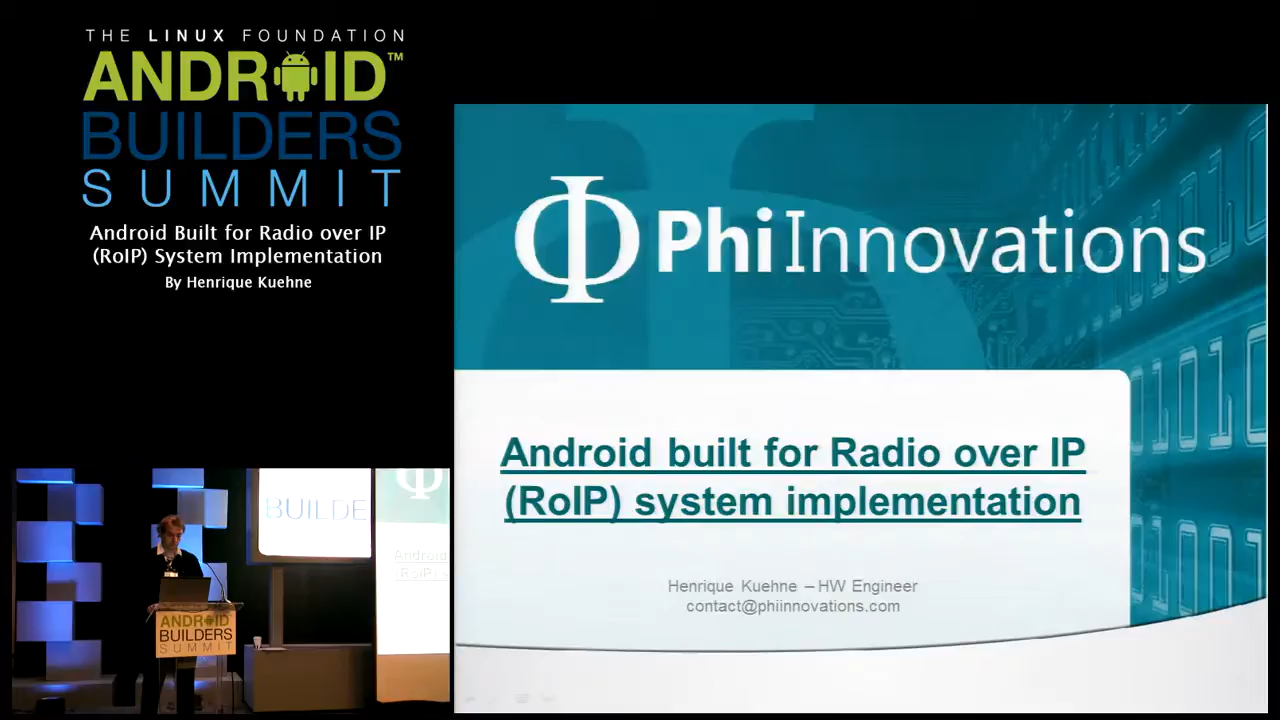 THE LINUX FOUNDATION
ANDROID™
BUILDERS
SUMMIT
Android Built for Radio over IP
(RoIP) System Implementation
By Henrique Kuehne
Φ Phi Innovations
Android built for Radio over IP
(RoIP) system implementation
Henrique Kuehne – HW Engineer
contact@phiinnovations.com
BUILDE
Android
(RoIP) s
ANDROID
BUILDERS
SUMMIT